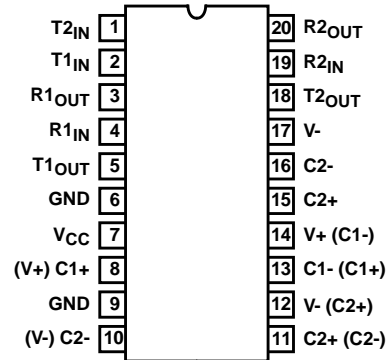 T2IN 1 20 R2OUT
T1IN 2 19 R2IN
R1OUT 3 18 T2OUT
R1IN 4 17 V-
T1OUT 5 16 C2-
GND 6 15 C2+
VCC 7 14 V+ (C1-)
(V+) C1+ 8 13 C1- (C1+)
GND 9 12 V- (C2+)
(V-) C2- 10 11 C2+ (C2-)